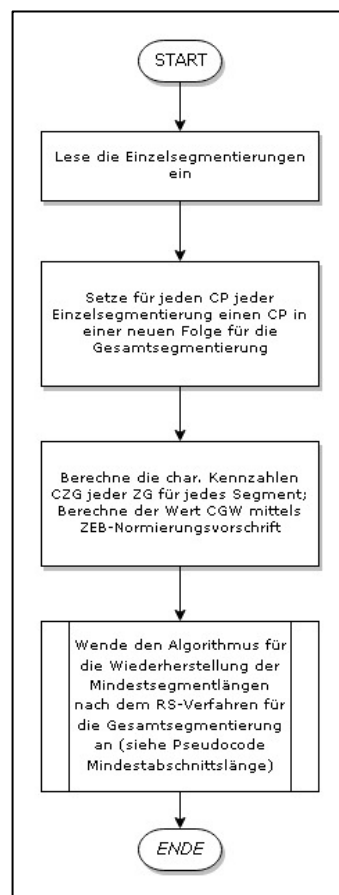 START
Lese die Einzelsegmentierungen
ein
Setze für jeden CP jeder
Einzelsegmentierung einen CP in
einer neuen Folge für die
Gesamtsegmentierung
Berechne die char. Kennzahlen
CZG jeder ZG für jedes Segment;
Berechne der Wert CGW mittels
ZEB-Normierungsvorschrift
Wende den Algorithmus für
die Wiederherstellung der
Mindestsegmentlängen
nach dem RS-Verfahren für
die Gesamtsegmentierung
an (siehe Pseudocode
Mindestabschnittslänge)
ENDE